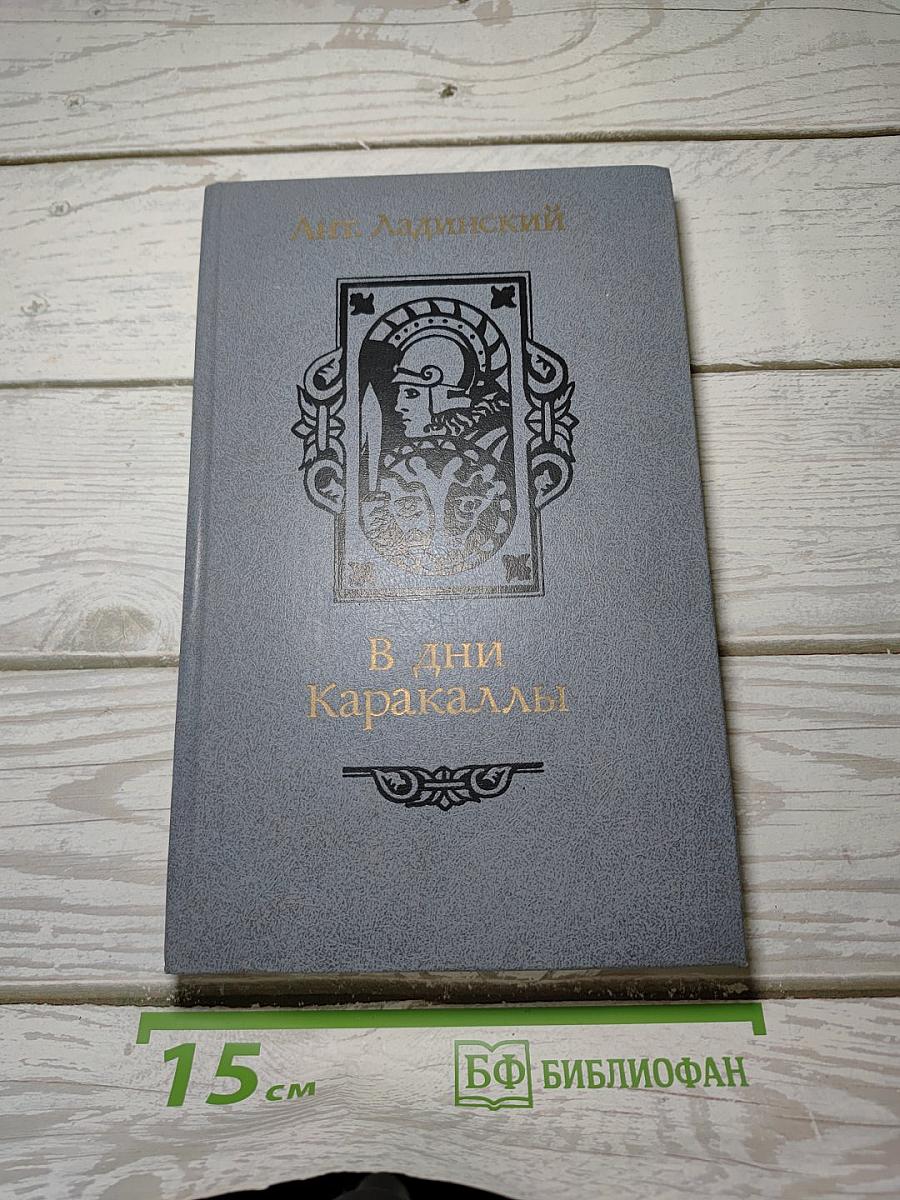 Ант. Ладинский
В дни
Каракаллы
15 см
БФ БИБЛИОФАН